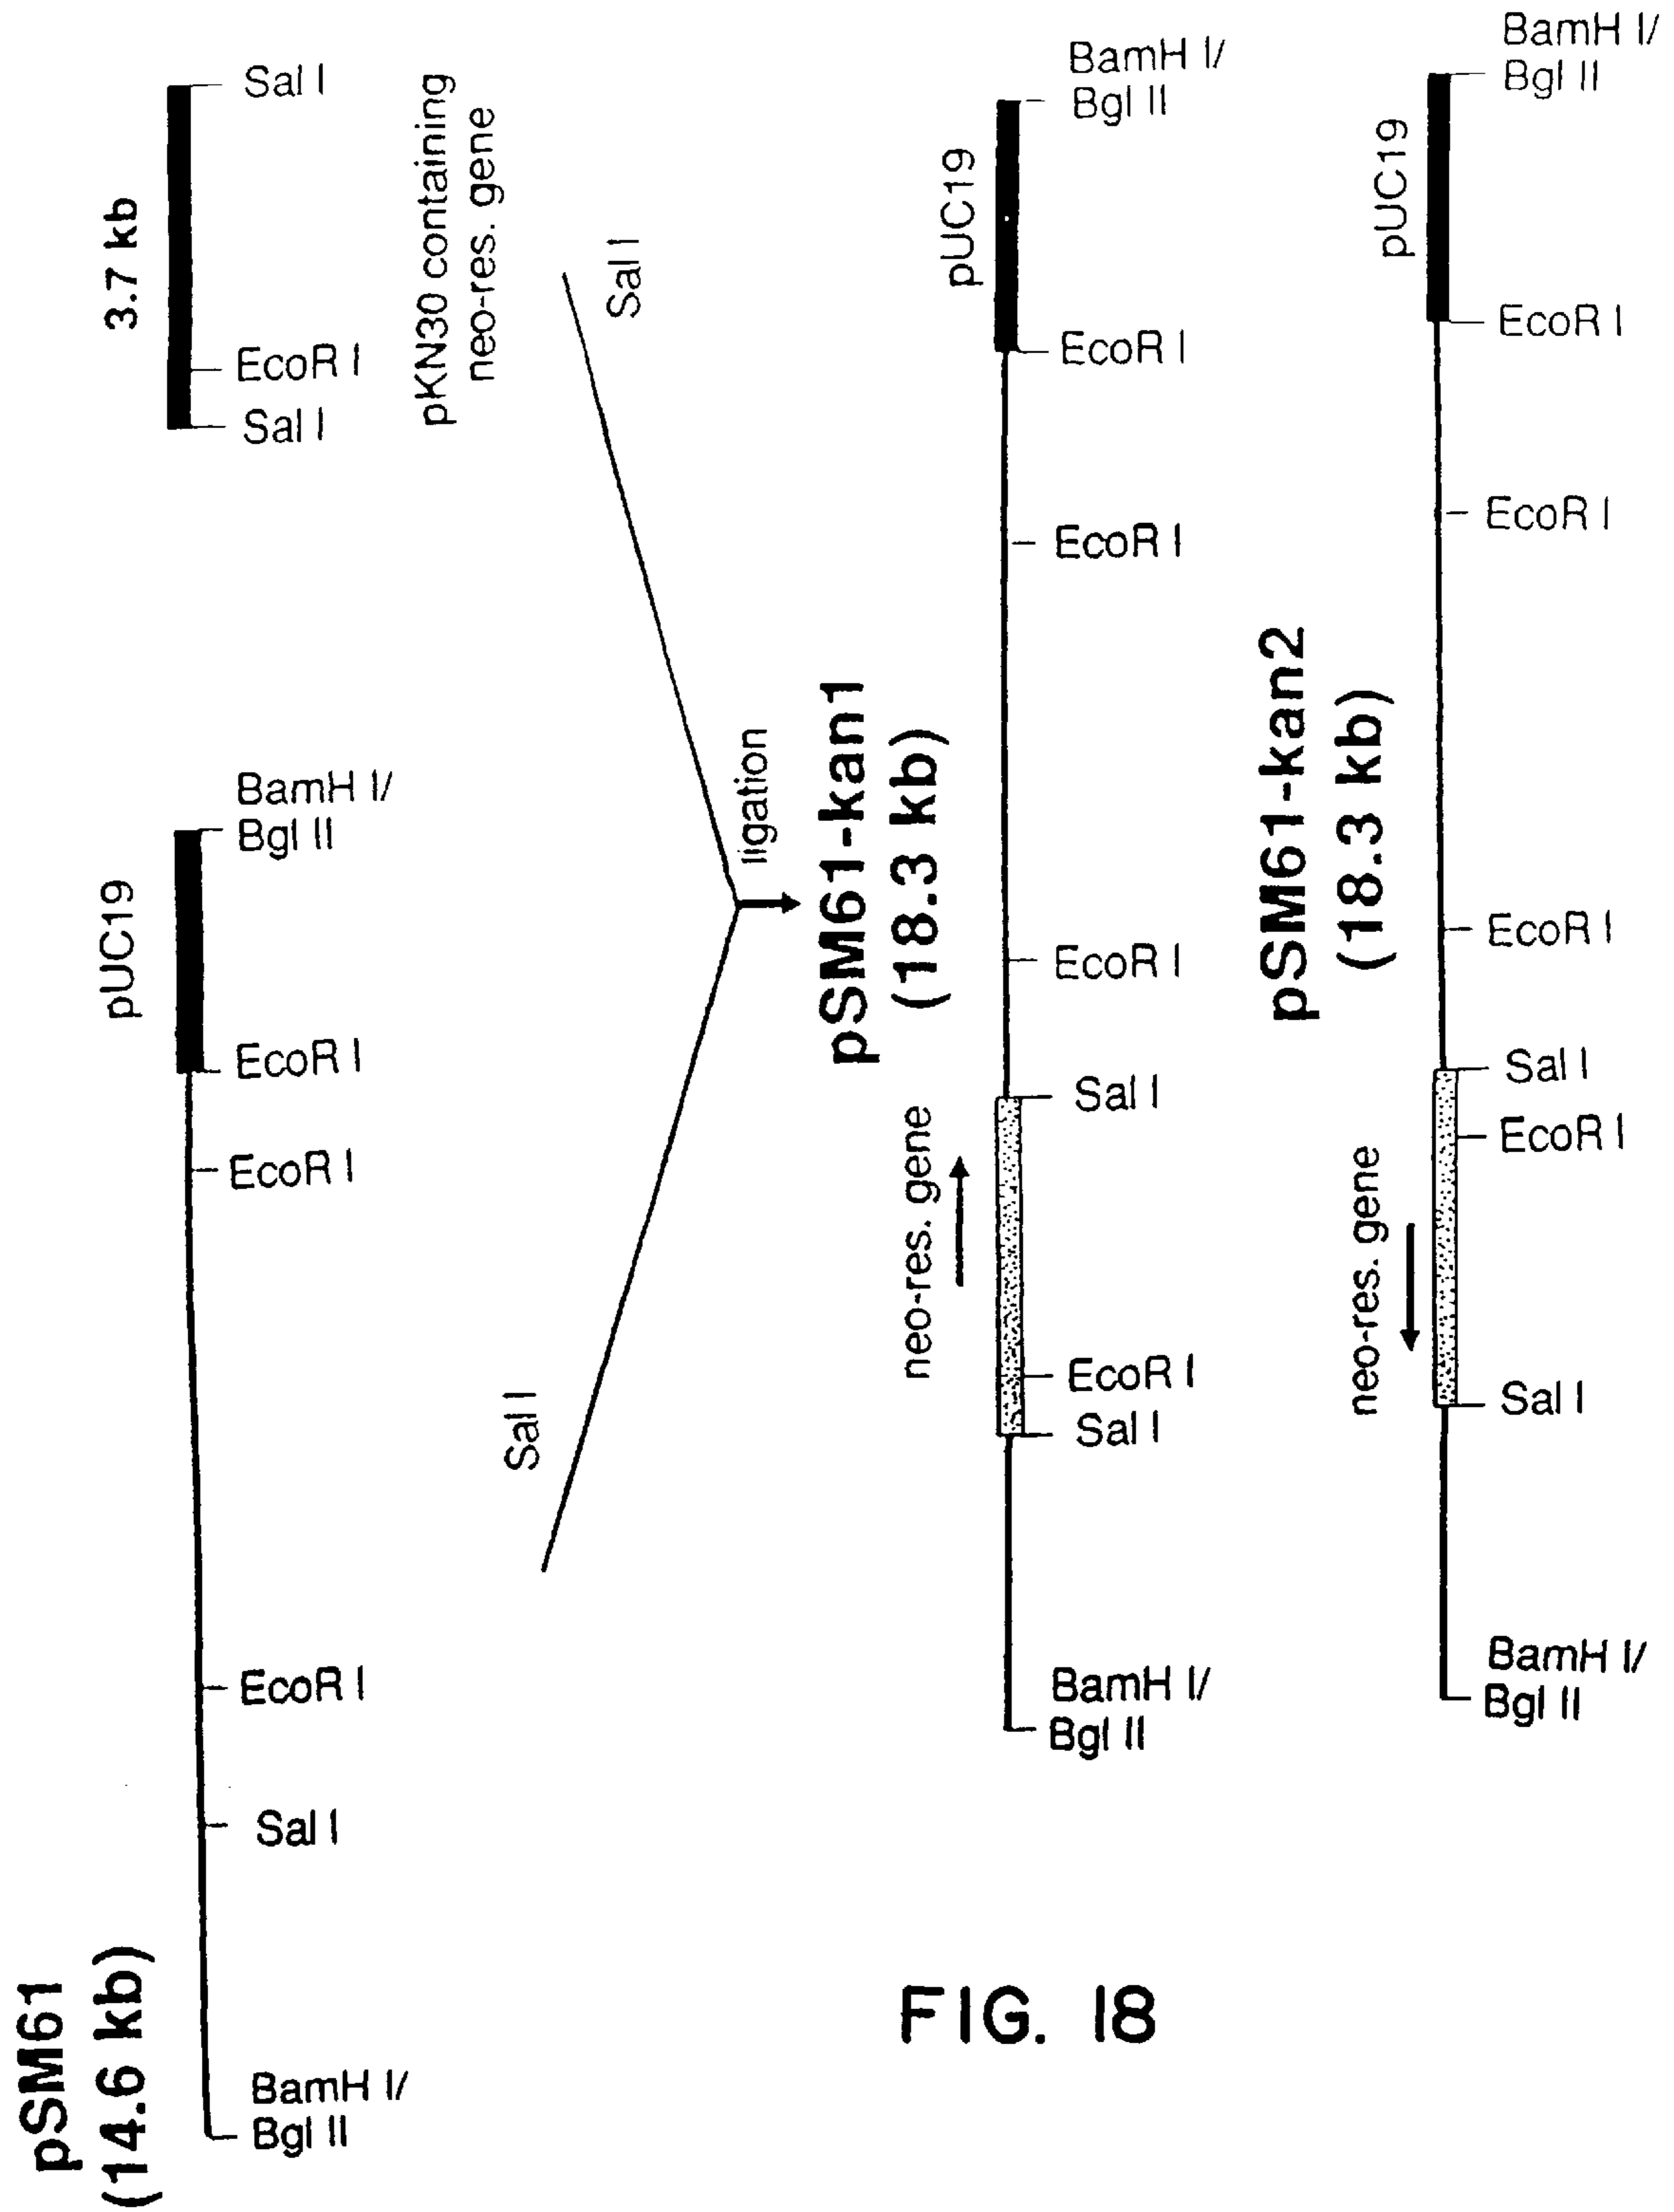 pSM61
(14.6 kb)
BamH I/
Bgl II
Sal I
EcoR I
EcoR I
EcoR I
pUC19
BamH I/
Bgl II
3.7 kb
Sal I
EcoR I
Sal I
pKN30 containing
neo-res. gene
Sal I
Sal I
ligation
pSM61-kan1
(18.3 kb)
BamH I/
Bgl II
Sal I
EcoR I
neo-res. gene
Sal I
EcoR I
EcoR I
EcoR I
pUC19
BamH I/
Bgl II
pSM61-kan2
(18.3 kb)
BamH I/
Bgl II
Sal I
neo-res. gene
EcoR I
Sal I
EcoR I
EcoR I
EcoR I
pUC19
BamH I/
Bgl II
FIG. 18